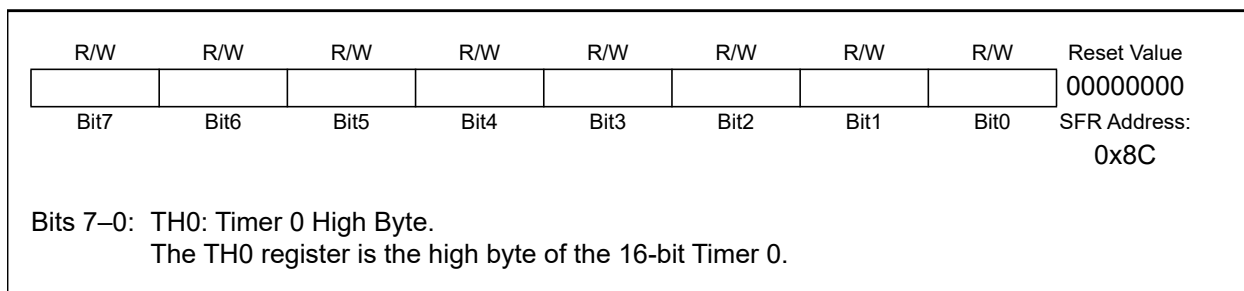 R/W R/W R/W R/W R/W R/W R/W R/W Reset Value
00000000
Bit7 Bit6 Bit5 Bit4 Bit3 Bit2 Bit1 Bit0 SFR Address:
0x8C
Bits 7–0: TH0: Timer 0 High Byte.
The TH0 register is the high byte of the 16-bit Timer 0.